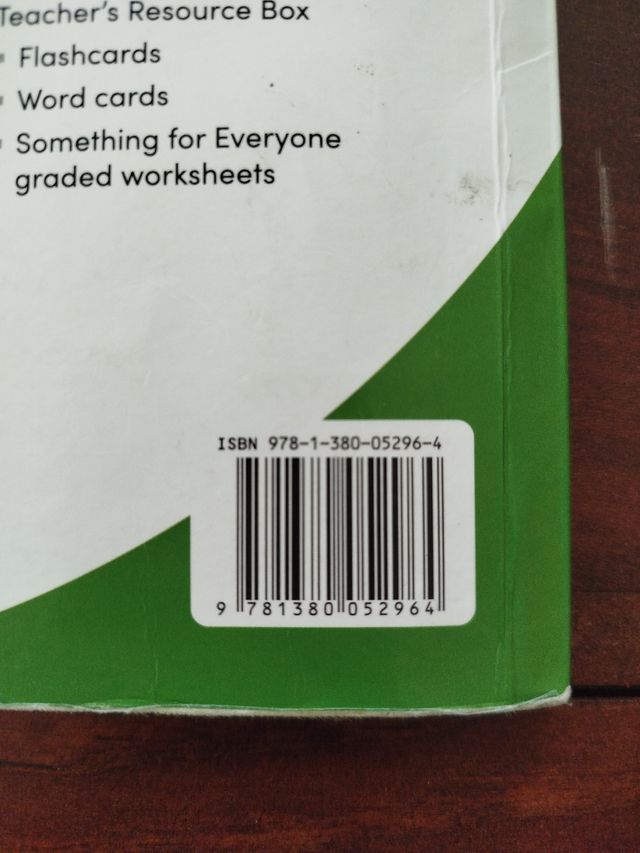 Teacher's Resource Box
Flashcards
Word cards
Something for Everyone
graded worksheets
ISBN 978-1-380-05296-4
9 781380 052964